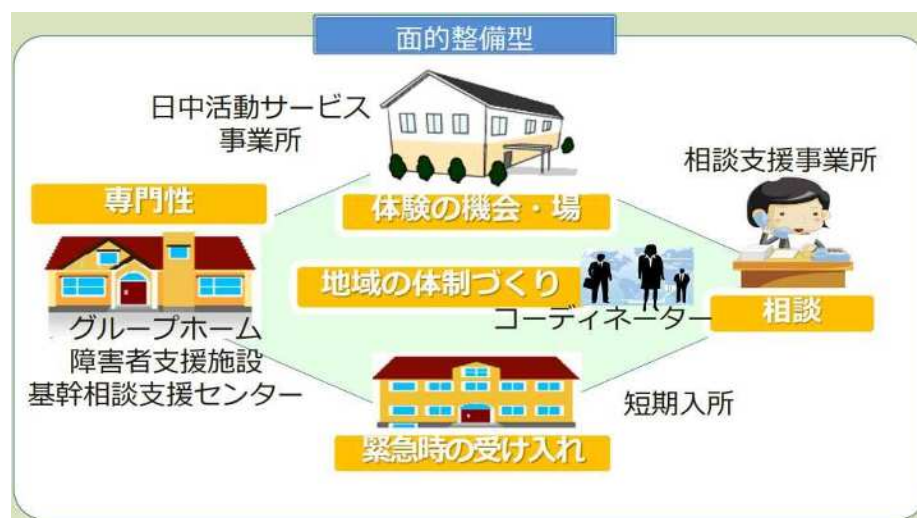 面的整備型
日中活動サービス
事業所
相談支援事業所
専門性
体験の機会・場
地域の体制づくり
コーディネーター
相談
グループホーム
障害者支援施設
基幹相談支援センター
短期入所
緊急時の受け入れ